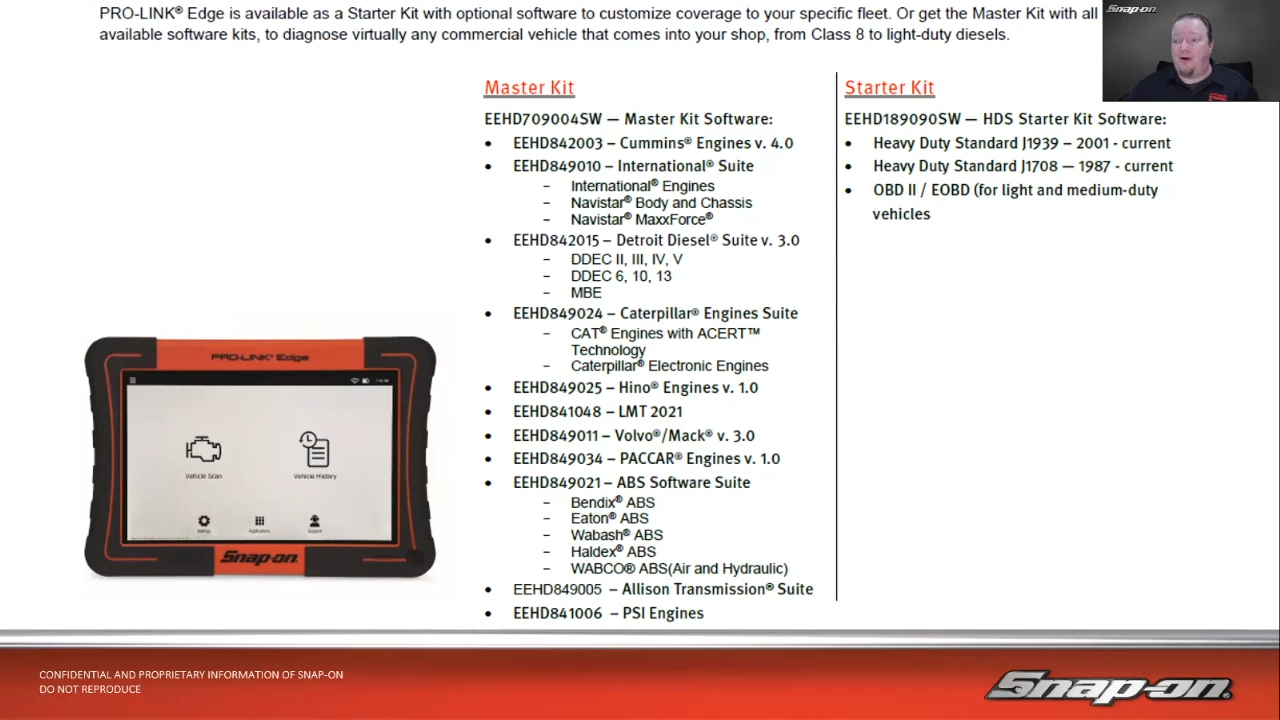 PRO-LINK® Edge is available as a Starter Kit with optional software to customize coverage to your specific fleet. Or get the Master Kit with all
available software kits, to diagnose virtually any commercial vehicle that comes into your shop, from Class 8 to light-duty diesels.
Snap-on
Master Kit
EEHD709004SW — Master Kit Software:
• EEHD842003 – Cummins® Engines v. 4.0
• EEHD849010 – International® Suite
– International® Engines
– Navistar® Body and Chassis
– Navistar® MaxxForce®
• EEHD842015 – Detroit Diesel® Suite v. 3.0
– DDEC II, III, IV, V
– DDEC 6, 10, 13
– MBE
• EEHD849024 – Caterpillar® Engines Suite
– CAT® Engines with ACERT™
Technology
– Caterpillar® Electronic Engines
• EEHD849025 – Hino® Engines v. 1.0
• EEHD841048 – LMT 2021
• EEHD849011 – Volvo®/Mack® v. 3.0
• EEHD849034 – PACCAR® Engines v. 1.0
• EEHD849021 – ABS Software Suite
– Bendix® ABS
– Eaton® ABS
– Wabash® ABS
– Haldex® ABS
– WABCO® ABS(Air and Hydraulic)
• EEHD849005 – Allison Transmission® Suite
• EEHD841006 – PSI Engines
Starter Kit
EEHD189090SW — HDS Starter Kit Software:
• Heavy Duty Standard J1939 – 2001 - current
• Heavy Duty Standard J1708 — 1987 - current
• OBD II / EOBD (for light and medium-duty
vehicles
PRO-LINK® Edge
Vehicle Scan
Vehicle History
Settings
Applications
Support
Snap-on
CONFIDENTIAL AND PROPRIETARY INFORMATION OF SNAP-ON
DO NOT REPRODUCE
Snap-on®